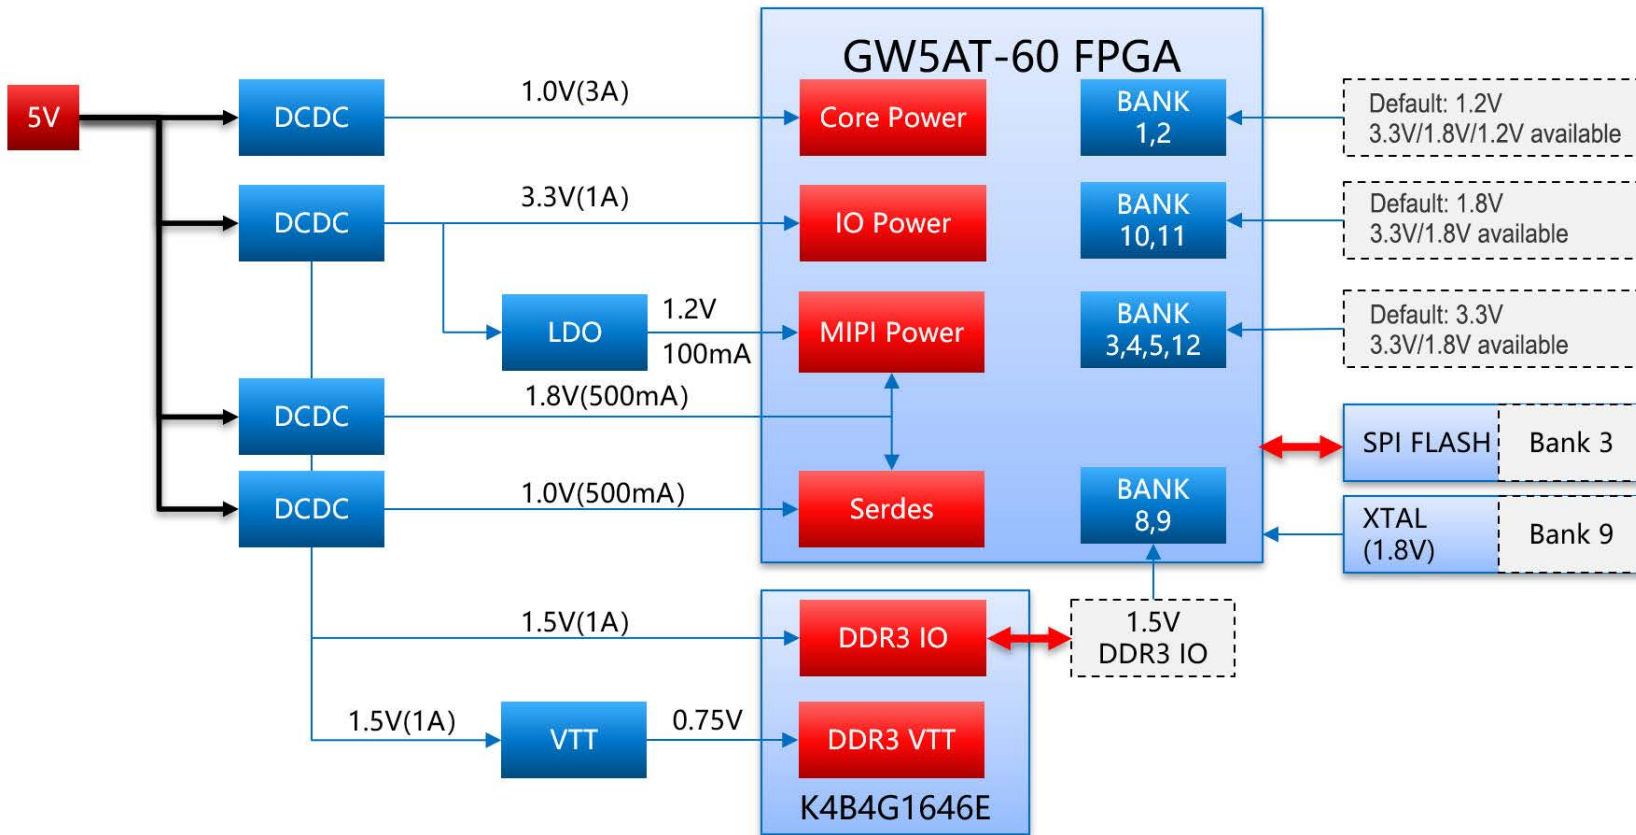 GW5AT-60 FPGA
5V
DCDC
1.0V(3A)
Core Power
BANK
1,2
Default: 1.2V
3.3V/1.8V/1.2V available
DCDC
3.3V(1A)
IO Power
BANK
10,11
Default: 1.8V
3.3V/1.8V available
LDO
1.2V
100mA
MIPI Power
BANK
3,4,5,12
Default: 3.3V
3.3V/1.8V available
DCDC
1.8V(500mA)
SPI FLASH
Bank 3
DCDC
1.0V(500mA)
Serdes
BANK
8,9
XTAL
(1.8V)
Bank 9
1.5V(1A)
DDR3 IO
1.5V
DDR3 IO
1.5V(1A)
VTT
0.75V
DDR3 VTT
K4B4G1646E